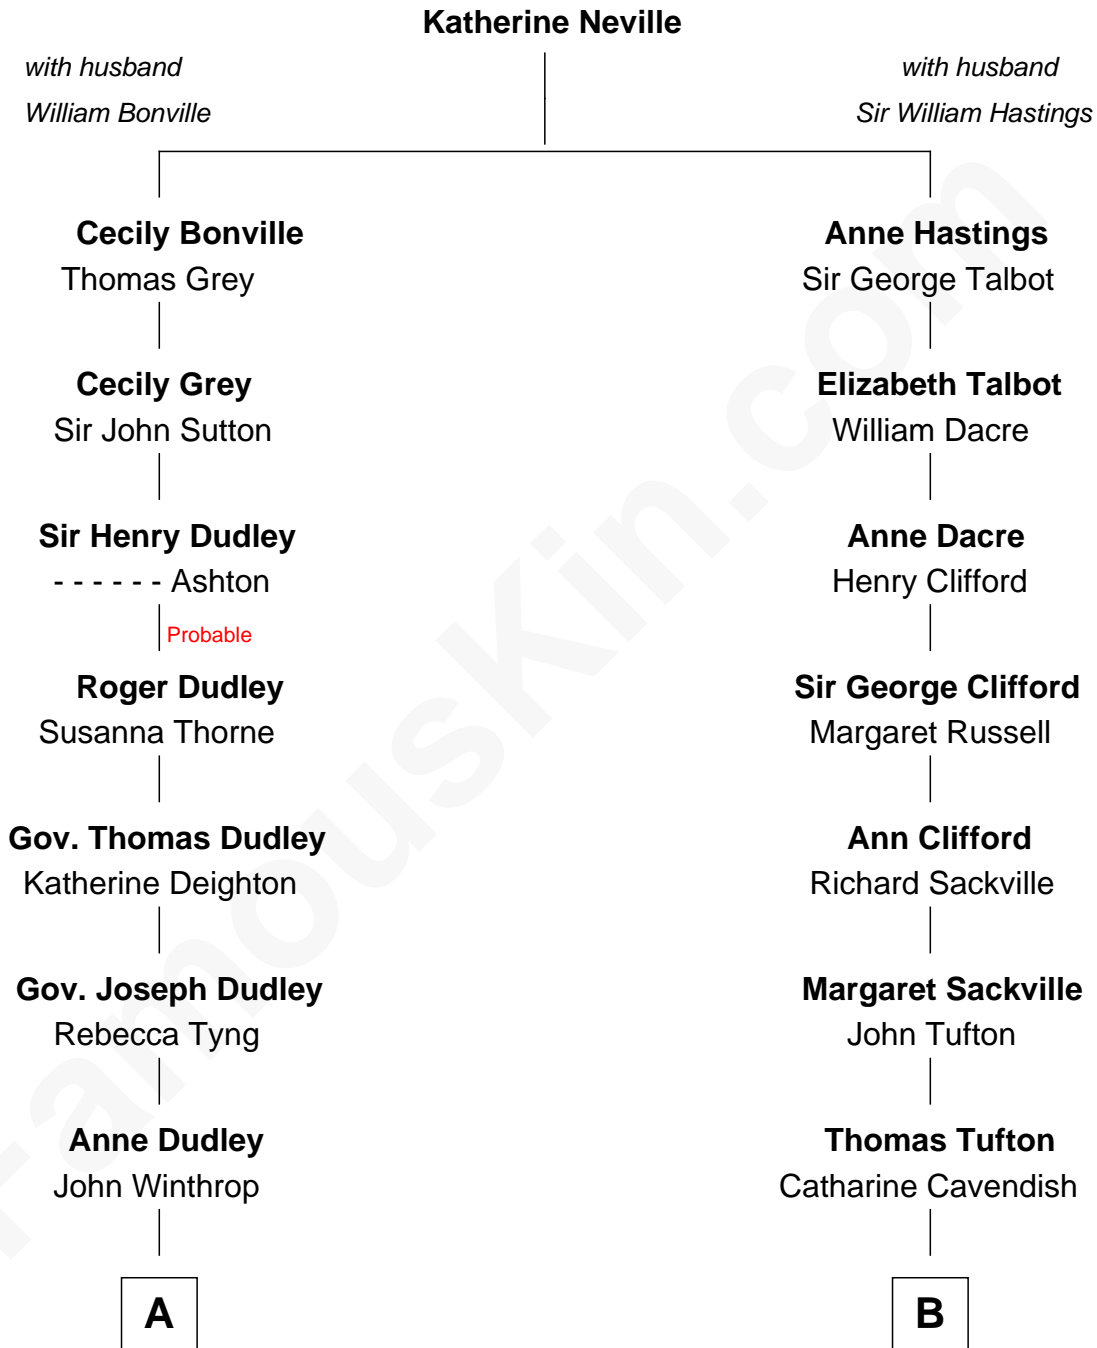 Katherine Neville
with husband
William Bonville
with husband
Sir William Hastings
Cecily Bonville
Thomas Grey
Anne Hastings
Sir George Talbot
Cecily Grey
Sir John Sutton
Elizabeth Talbot
William Dacre
Sir Henry Dudley
- - - - - - Ashton
Anne Dacre
Henry Clifford
Probable
Roger Dudley
Susanna Thorne
Sir George Clifford
Margaret Russell
Gov. Thomas Dudley
Katherine Deighton
Ann Clifford
Richard Sackville
Gov. Joseph Dudley
Rebecca Tyng
Margaret Sackville
John Tufton
Anne Dudley
John Winthrop
Thomas Tufton
Catharine Cavendish
A
B
FamousKin.com